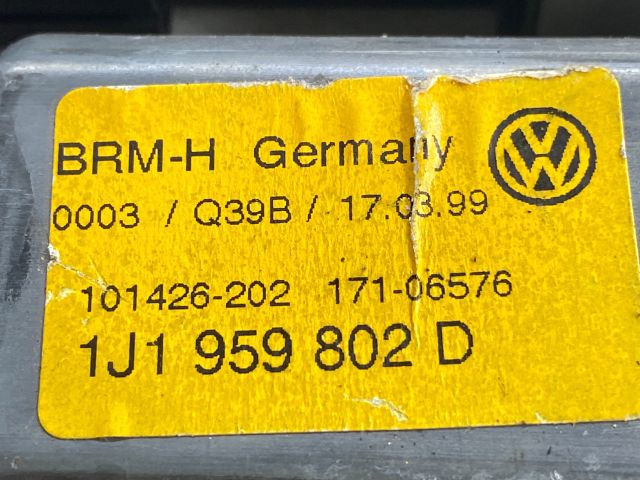 BRM-H Germany
0003 / Q39B / 17.03.99
101426-202 171-06576
1J1 959 802 D